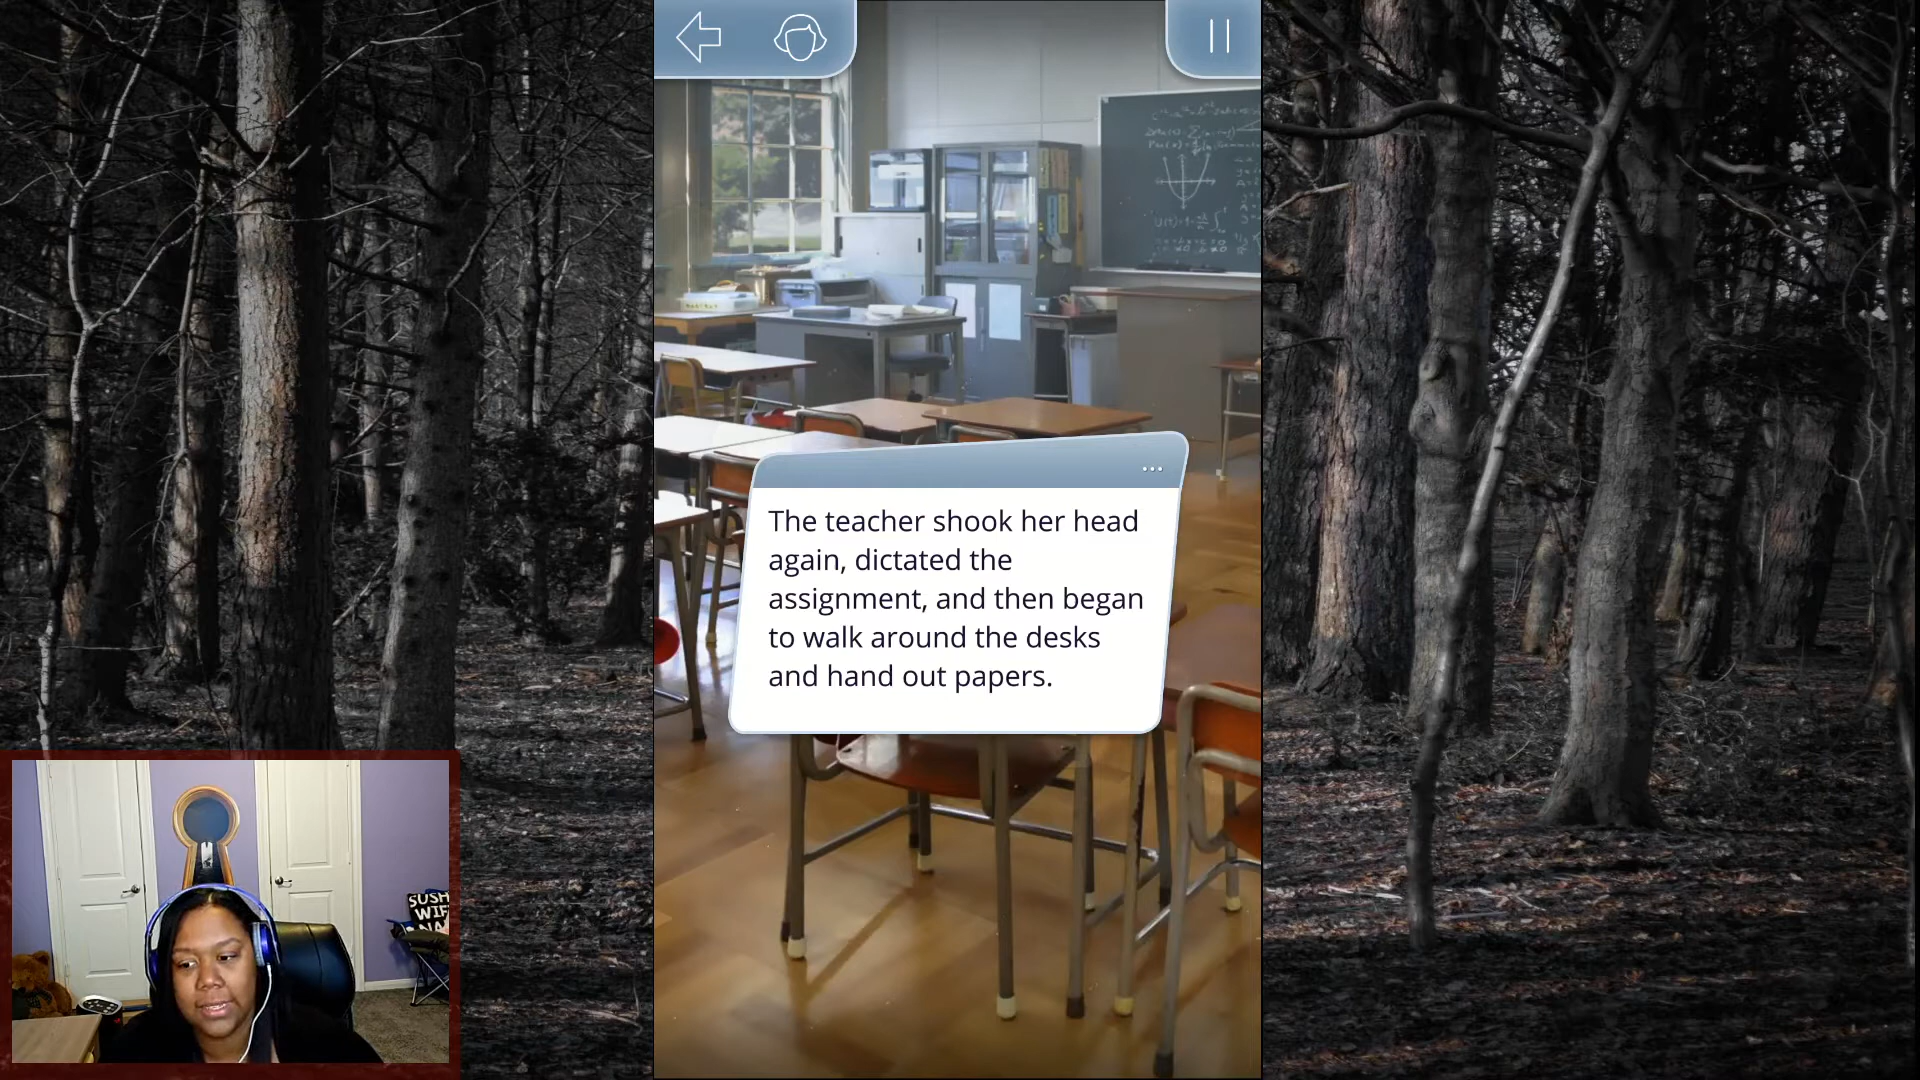 The teacher shook her head
again, dictated the
assignment, and then began
to walk around the desks
and hand out papers.
SUSH
WIF